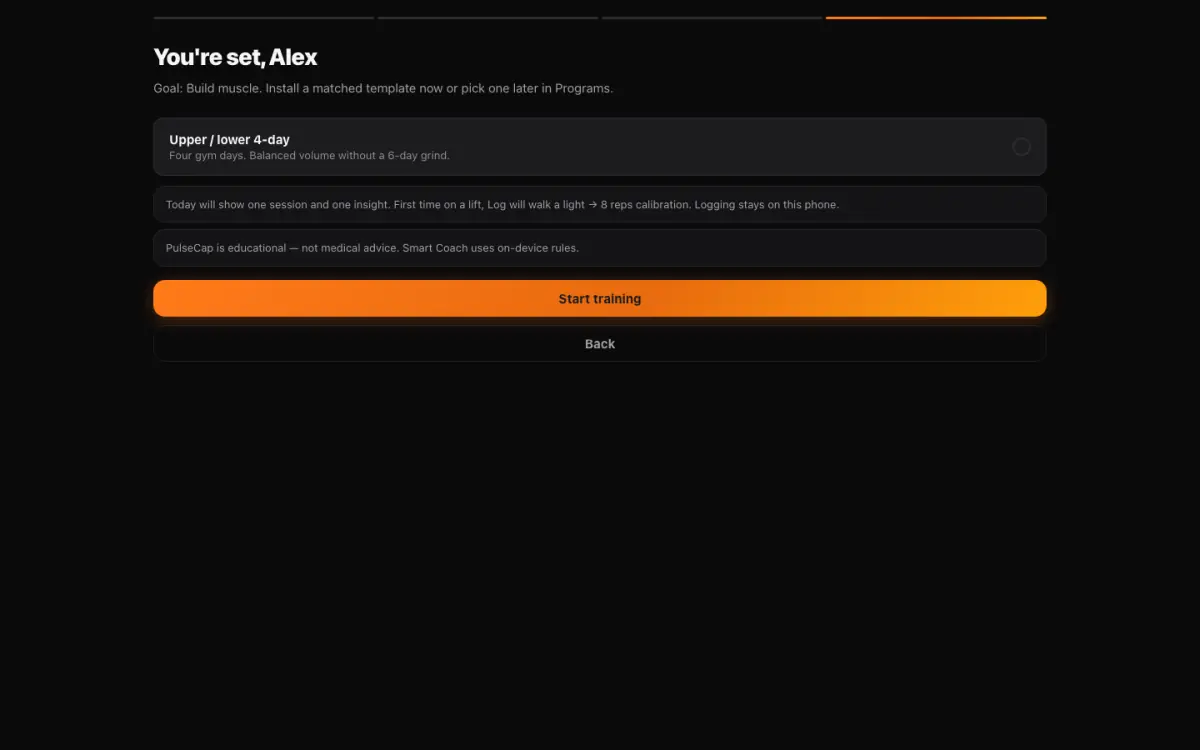 You're set, Alex
Goal: Build muscle. Install a matched template now or pick one later in Programs.
Upper / lower 4-day
Four gym days. Balanced volume without a 6-day grind.
Today will show one session and one insight. First time on a lift, Log will walk a light → 8 reps calibration. Logging stays on this phone.
PulseCap is educational — not medical advice. Smart Coach uses on-device rules.
Start training
Back